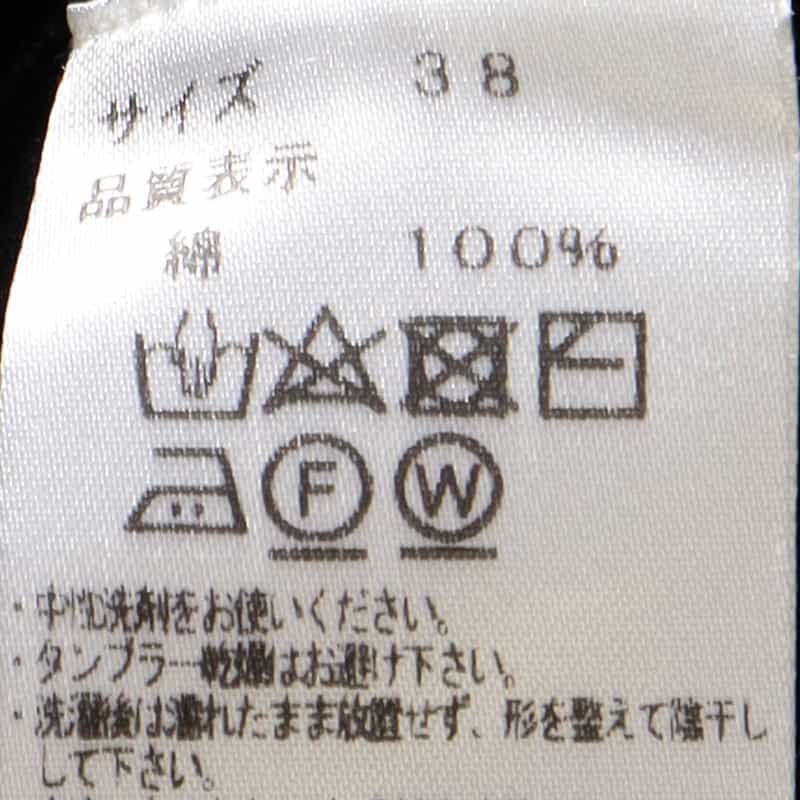 サイズ 38
品質表示
綿 100%
F W
・中性洗剤をお使いください。
・タンブラー乾燥はお避け下さい。
・洗濯後は濡れたまま放置せず、形を整えて陰干し
して下さい。